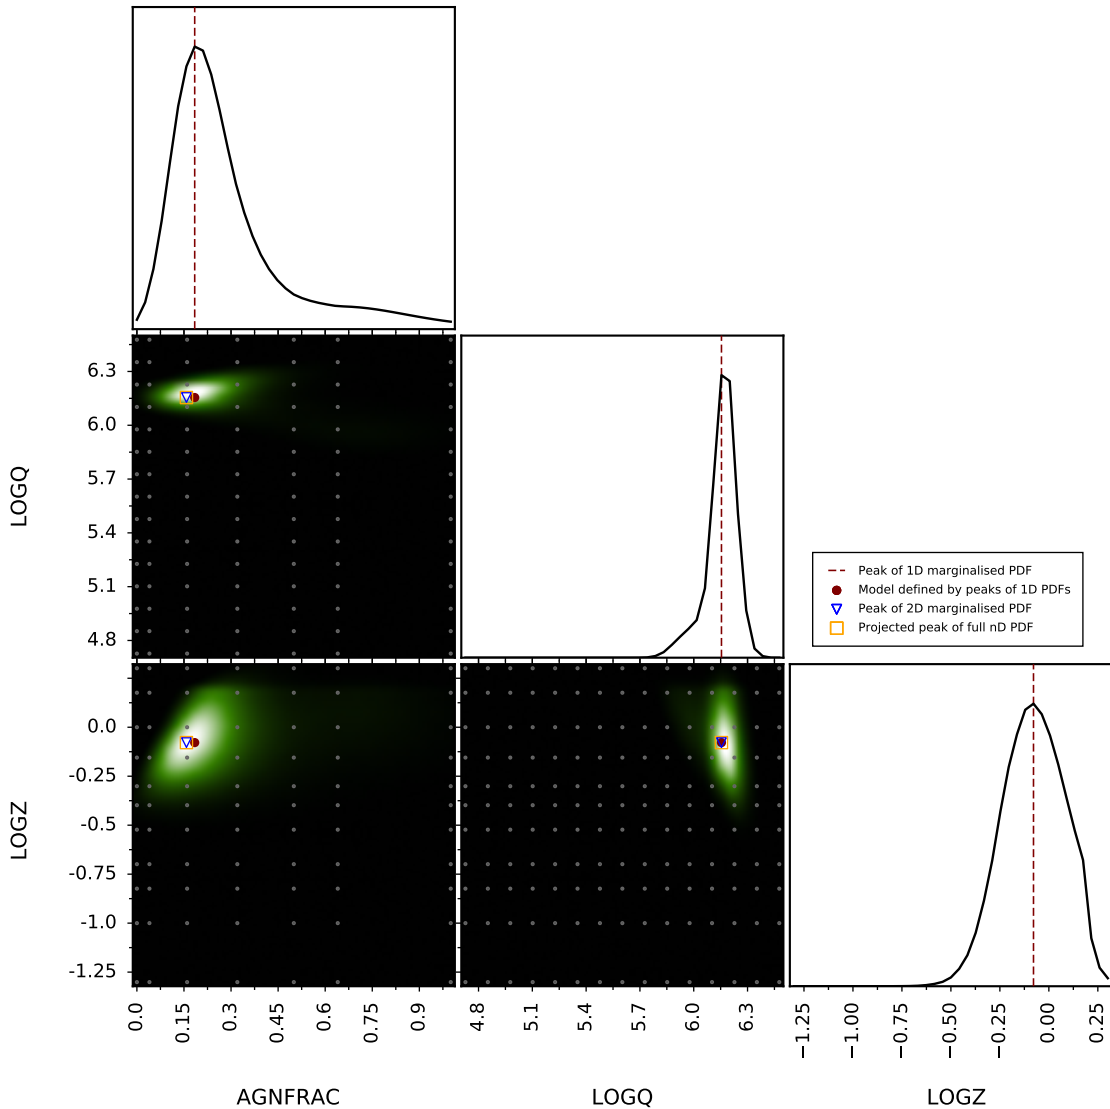 6.3
6.0
5.7
5.4
5.1
4.8
LOGQ
Peak of 1D marginalised PDF
Model defined by peaks of 1D PDFs
Peak of 2D marginalised PDF
Projected peak of full nD PDF
0.0
-0.25
-0.5
-0.75
-1.0
-1.25
LOGZ
0.0 0.15 0.3 0.45 0.6 0.75 0.9
4.8 5.1 5.4 5.7 6.0 6.3
−1.25 −1.00 −0.75 −0.50 −0.25 0.00 0.25
AGNFRAC LOGQ LOGZ